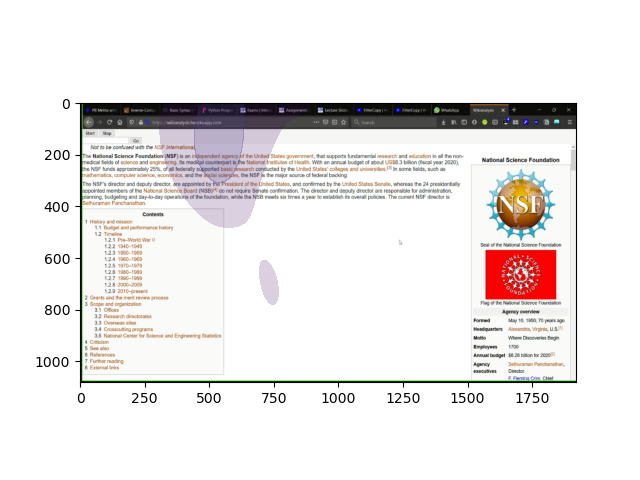 0
200
400
600
800
1000
0 250 500 750 1000 1250 1500 1750
WhatsApp
Wikianalysis
Search
Start Stop
Go
Not to be confused with the NSF International.
The National Science Foundation (NSF) is an independent agency of the United States government, that supports fundamental research and education in all the non-
medical fields of science and engineering. Its medical counterpart is the National Institutes of Health. With an annual budget of about US$8.3 billion (fiscal year 2020),
the NSF funds approximately 25% of all federally supported basic research conducted by the United States' colleges and universities.[3] In some fields, such as
mathematics, computer science, economics, and the social sciences, the NSF is the major source of federal backing.
The NSF's director and deputy director, are appointed by the President of the United States, and confirmed by the United States Senate, whereas the 24 presidentially
appointed members of the National Science Board (NSB)[4] do not require Senate confirmation. The director and deputy director are responsible for administration,
planning, budgeting and day-to-day operations of the foundation, while the NSB meets six times a year to establish its overall policies. The current NSF director is
Sethuraman Panchanathan.
Contents
1 History and mission
1.1 Budget and performance history
1.2 Timeline
1.2.1 Pre–World War II
1.2.2 1940–1949
1.2.3 1950–1959
1.2.4 1960–1969
1.2.5 1970–1979
1.2.6 1980–1989
1.2.7 1990–1999
1.2.8 2000–2009
1.2.9 2010–present
2 Grants and the merit review process
3 Scope and organization
3.1 Offices
3.2 Research directorates
3.3 Overseas sites
3.4 Crosscutting programs
3.5 National Center for Science and Engineering Statistics
4 Criticism
5 See also
6 References
7 Further reading
8 External links
National Science Foundation
NSF
Seal of the National Science Foundation
NATIONAL SCIENCE FOUNDATION
Flag of the National Science Foundation
Agency overview
Formed May 10, 1950; 70 years ago
Headquarters Alexandria, Virginia, U.S.[1]
Motto Where Discoveries Begin
Employees 1700
Annual budget $8.28 billion for 2020[2]
Agency Sethuraman Panchanathan,
executives Director
F. Fleming Crim, Chief